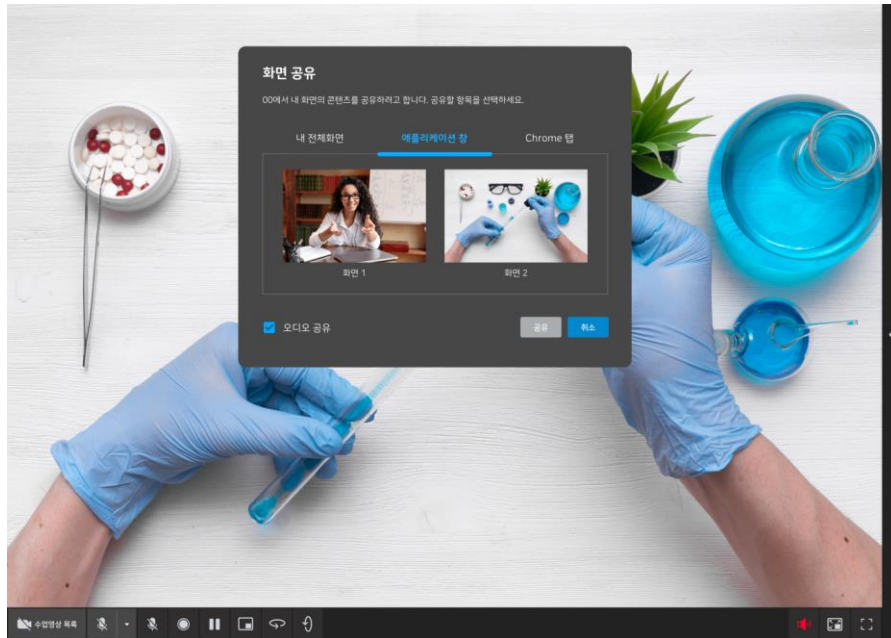 화면 공유
00에서 내 화면의 콘텐츠를 공유하려고 합니다. 공유할 항목을 선택하세요.
내 전체화면 애플리케이션 창 Chrome 탭
화면 1 화면 2
오디오 공유 공유 취소
수업영상 목록